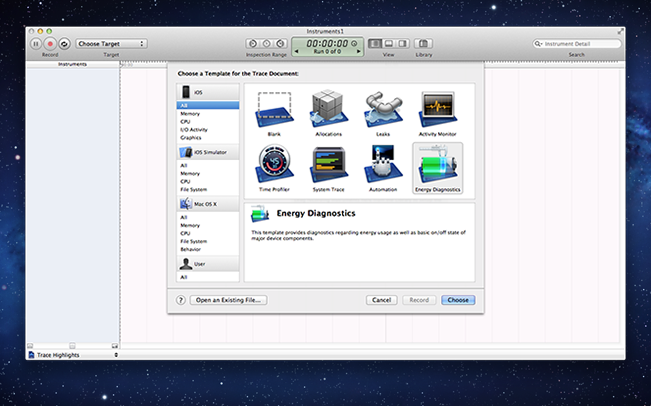 Instruments1
Choose Target
00:00:00
Run 0 of 0
Instrument Detail
Record
Target
Inspection Range
View
Library
Search
Instruments
Choose a Template for the Trace Document:
iOS
All
Memory
CPU
I/O Activity
Graphics
iOS Simulator
All
Memory
CPU
File System
Mac OS X
All
Memory
CPU
File System
Behavior
User
All
Blank
Allocations
Leaks
Activity Monitor
45
Time Profiler
System Trace
Automation
Energy Diagnostics
Energy Diagnostics
This template provides diagnostics regarding energy usage as well as basic on/off state of
major device components.
?
Open an Existing File...
Cancel
Record
Choose
Trace Highlights